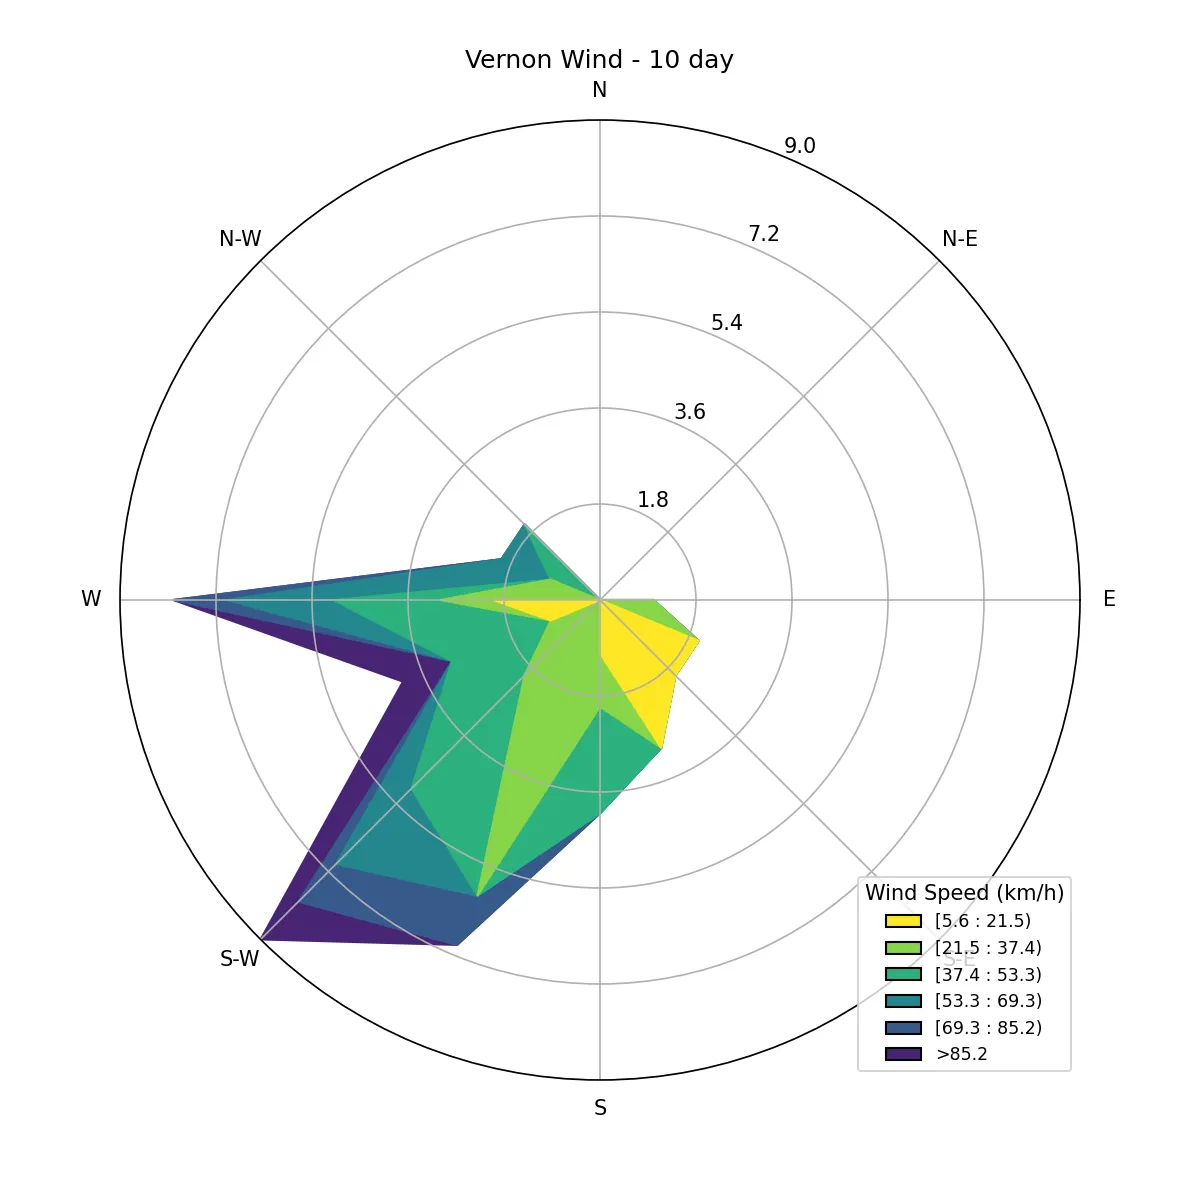 Vernon Wind - 10 day
N
9.0
N-W
N-E
7.2
5.4
3.6
1.8
W
E
Wind Speed (km/h)
[5.6 : 21.5)
[21.5 : 37.4)
S-W
S-E
[37.4 : 53.3)
[53.3 : 69.3)
[69.3 : 85.2)
>85.2
S